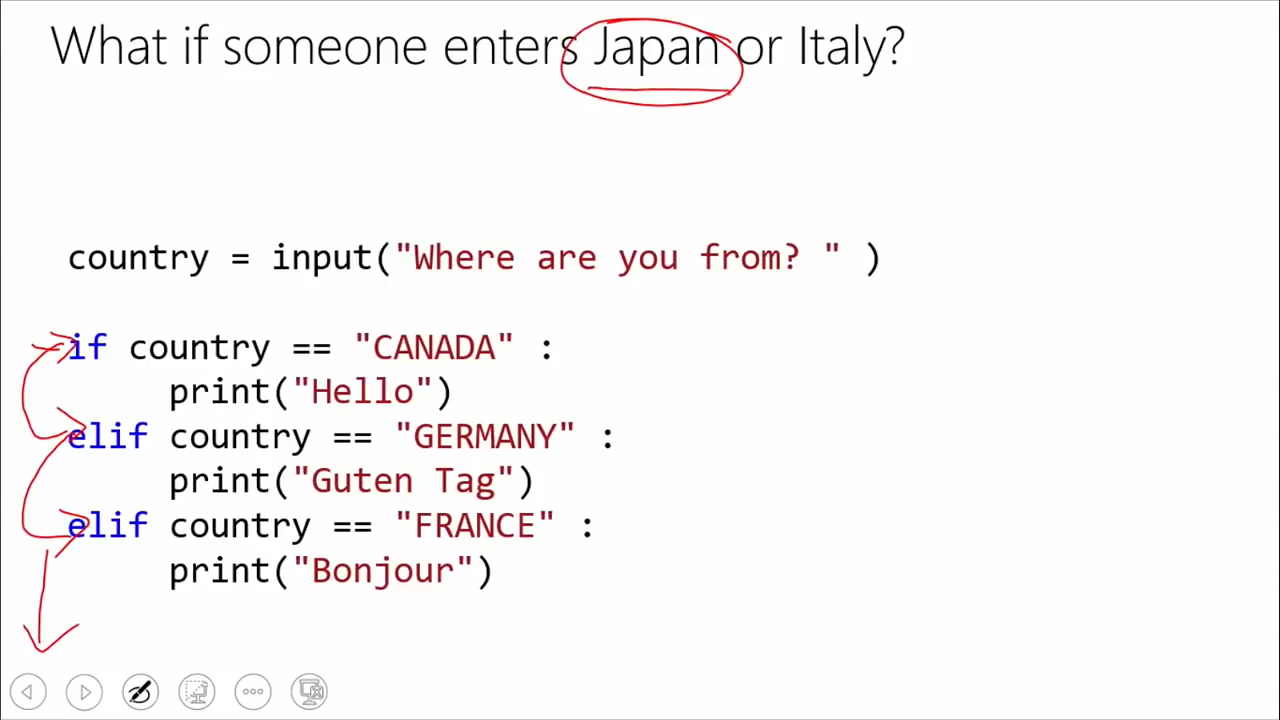 What if someone enters Japan or Italy?
country = input("Where are you from? " )
if country == "CANADA" :
print("Hello")
elif country == "GERMANY" :
print("Guten Tag")
elif country == "FRANCE" :
print("Bonjour")